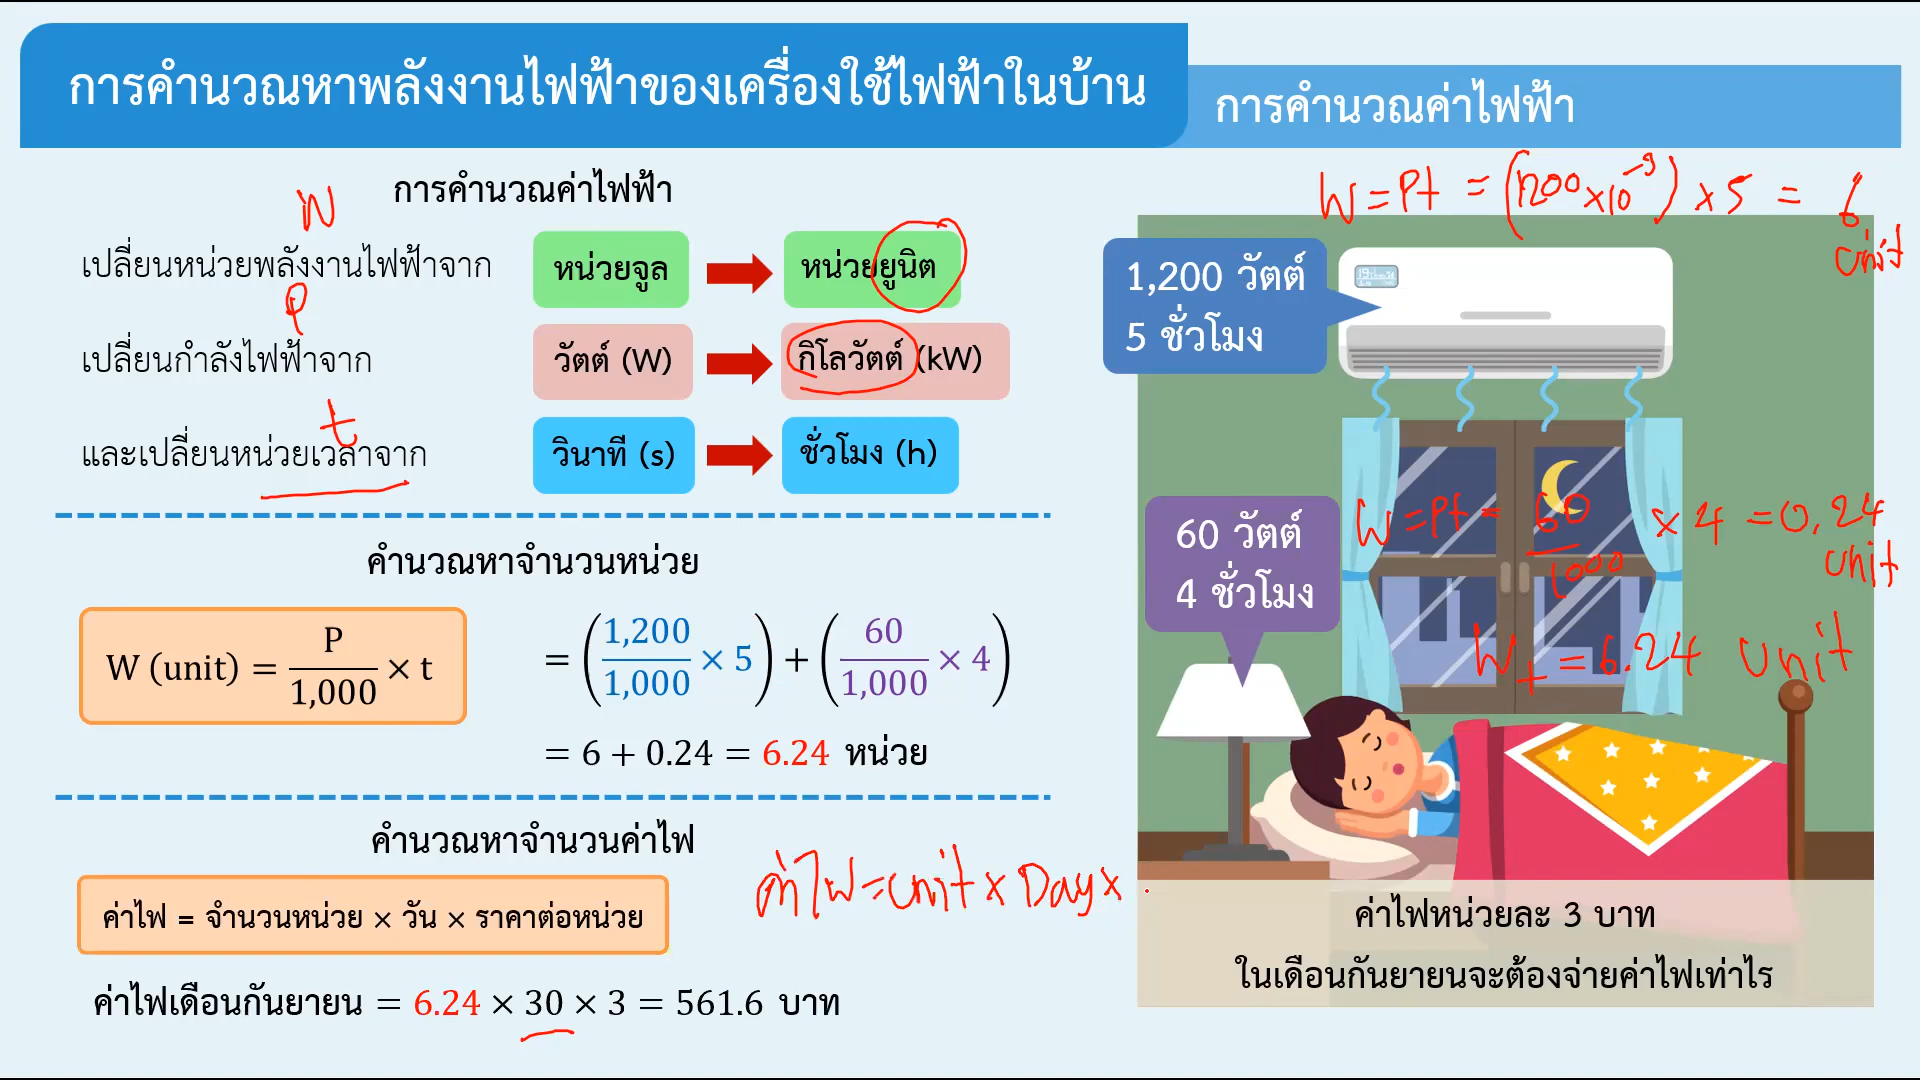 การคำนวณหาพลังงานไฟฟ้าของเครื่องใช้ไฟฟ้าในบ้าน
การคำนวณค่าไฟฟ้า
การคำนวณค่าไฟฟ้า
W
เปลี่ยนหน่วยพลังงานไฟฟ้าจาก หน่วยจูล หน่วยยูนิต
P
เปลี่ยนกำลังไฟฟ้าจาก วัตต์ (W) กิโลวัตต์ (kW)
t
และเปลี่ยนหน่วยเวลาจาก วินาที (s) ชั่วโมง (h)
คำนวณหาจำนวนหน่วย
W (unit) = P/1,000 × t
= (1,200/1,000 × 5) + (60/1,000 × 4)
= 6 + 0.24 = 6.24 หน่วย
คำนวณหาจำนวนค่าไฟ
ค่าไฟ = จำนวนหน่วย × วัน × ราคาต่อหน่วย
ค่าไฟ = unit × Day ×
ค่าไฟเดือนกันยายน = 6.24 × 30 × 3 = 561.6 บาท
W = Pt = (1200×10⁻³) × 5 = 6 unit
1,200 วัตต์
5 ชั่วโมง
60 วัตต์
4 ชั่วโมง
W = Pt = 60/1000 × 4 = 0.24 unit
W+ = 6.24 unit
ค่าไฟหน่วยละ 3 บาท
ในเดือนกันยายนจะต้องจ่ายค่าไฟเท่าไร